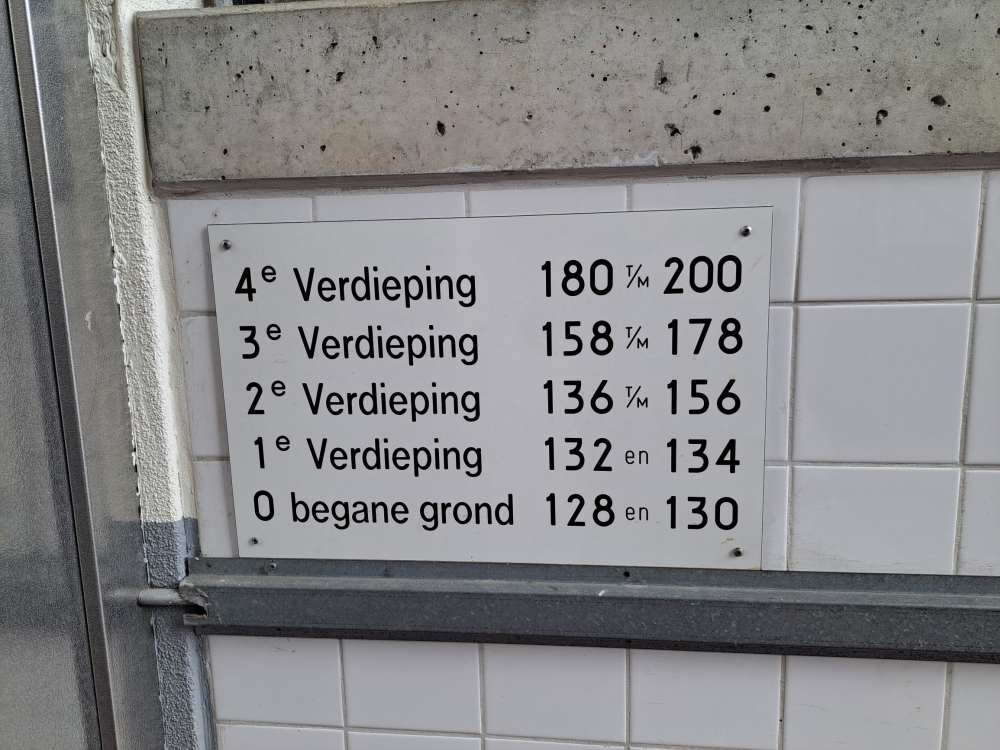 4e Verdieping 180 T/M 200
3e Verdieping 158 T/M 178
2e Verdieping 136 T/M 156
1e Verdieping 132 en 134
0 begane grond 128 en 130